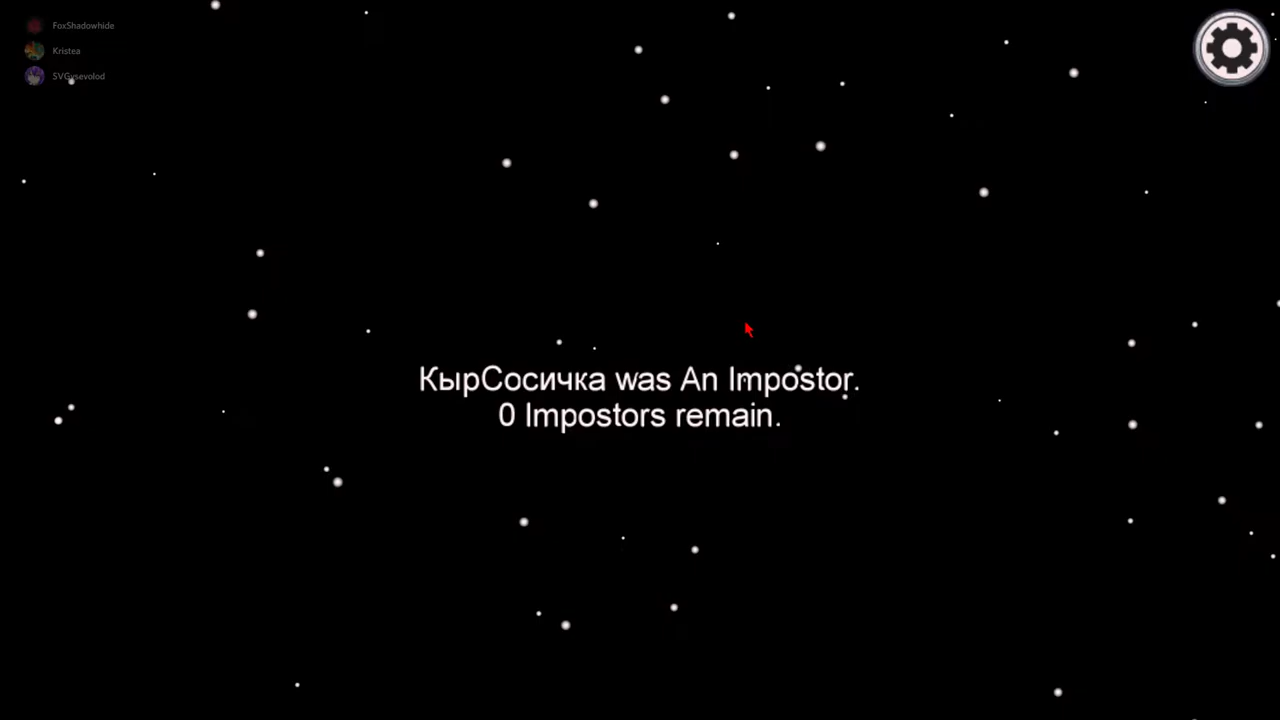 FoxShadowhide
Kristea
SVGvsevolod
КырСосичка was An Impostor.
0 Impostors remain.